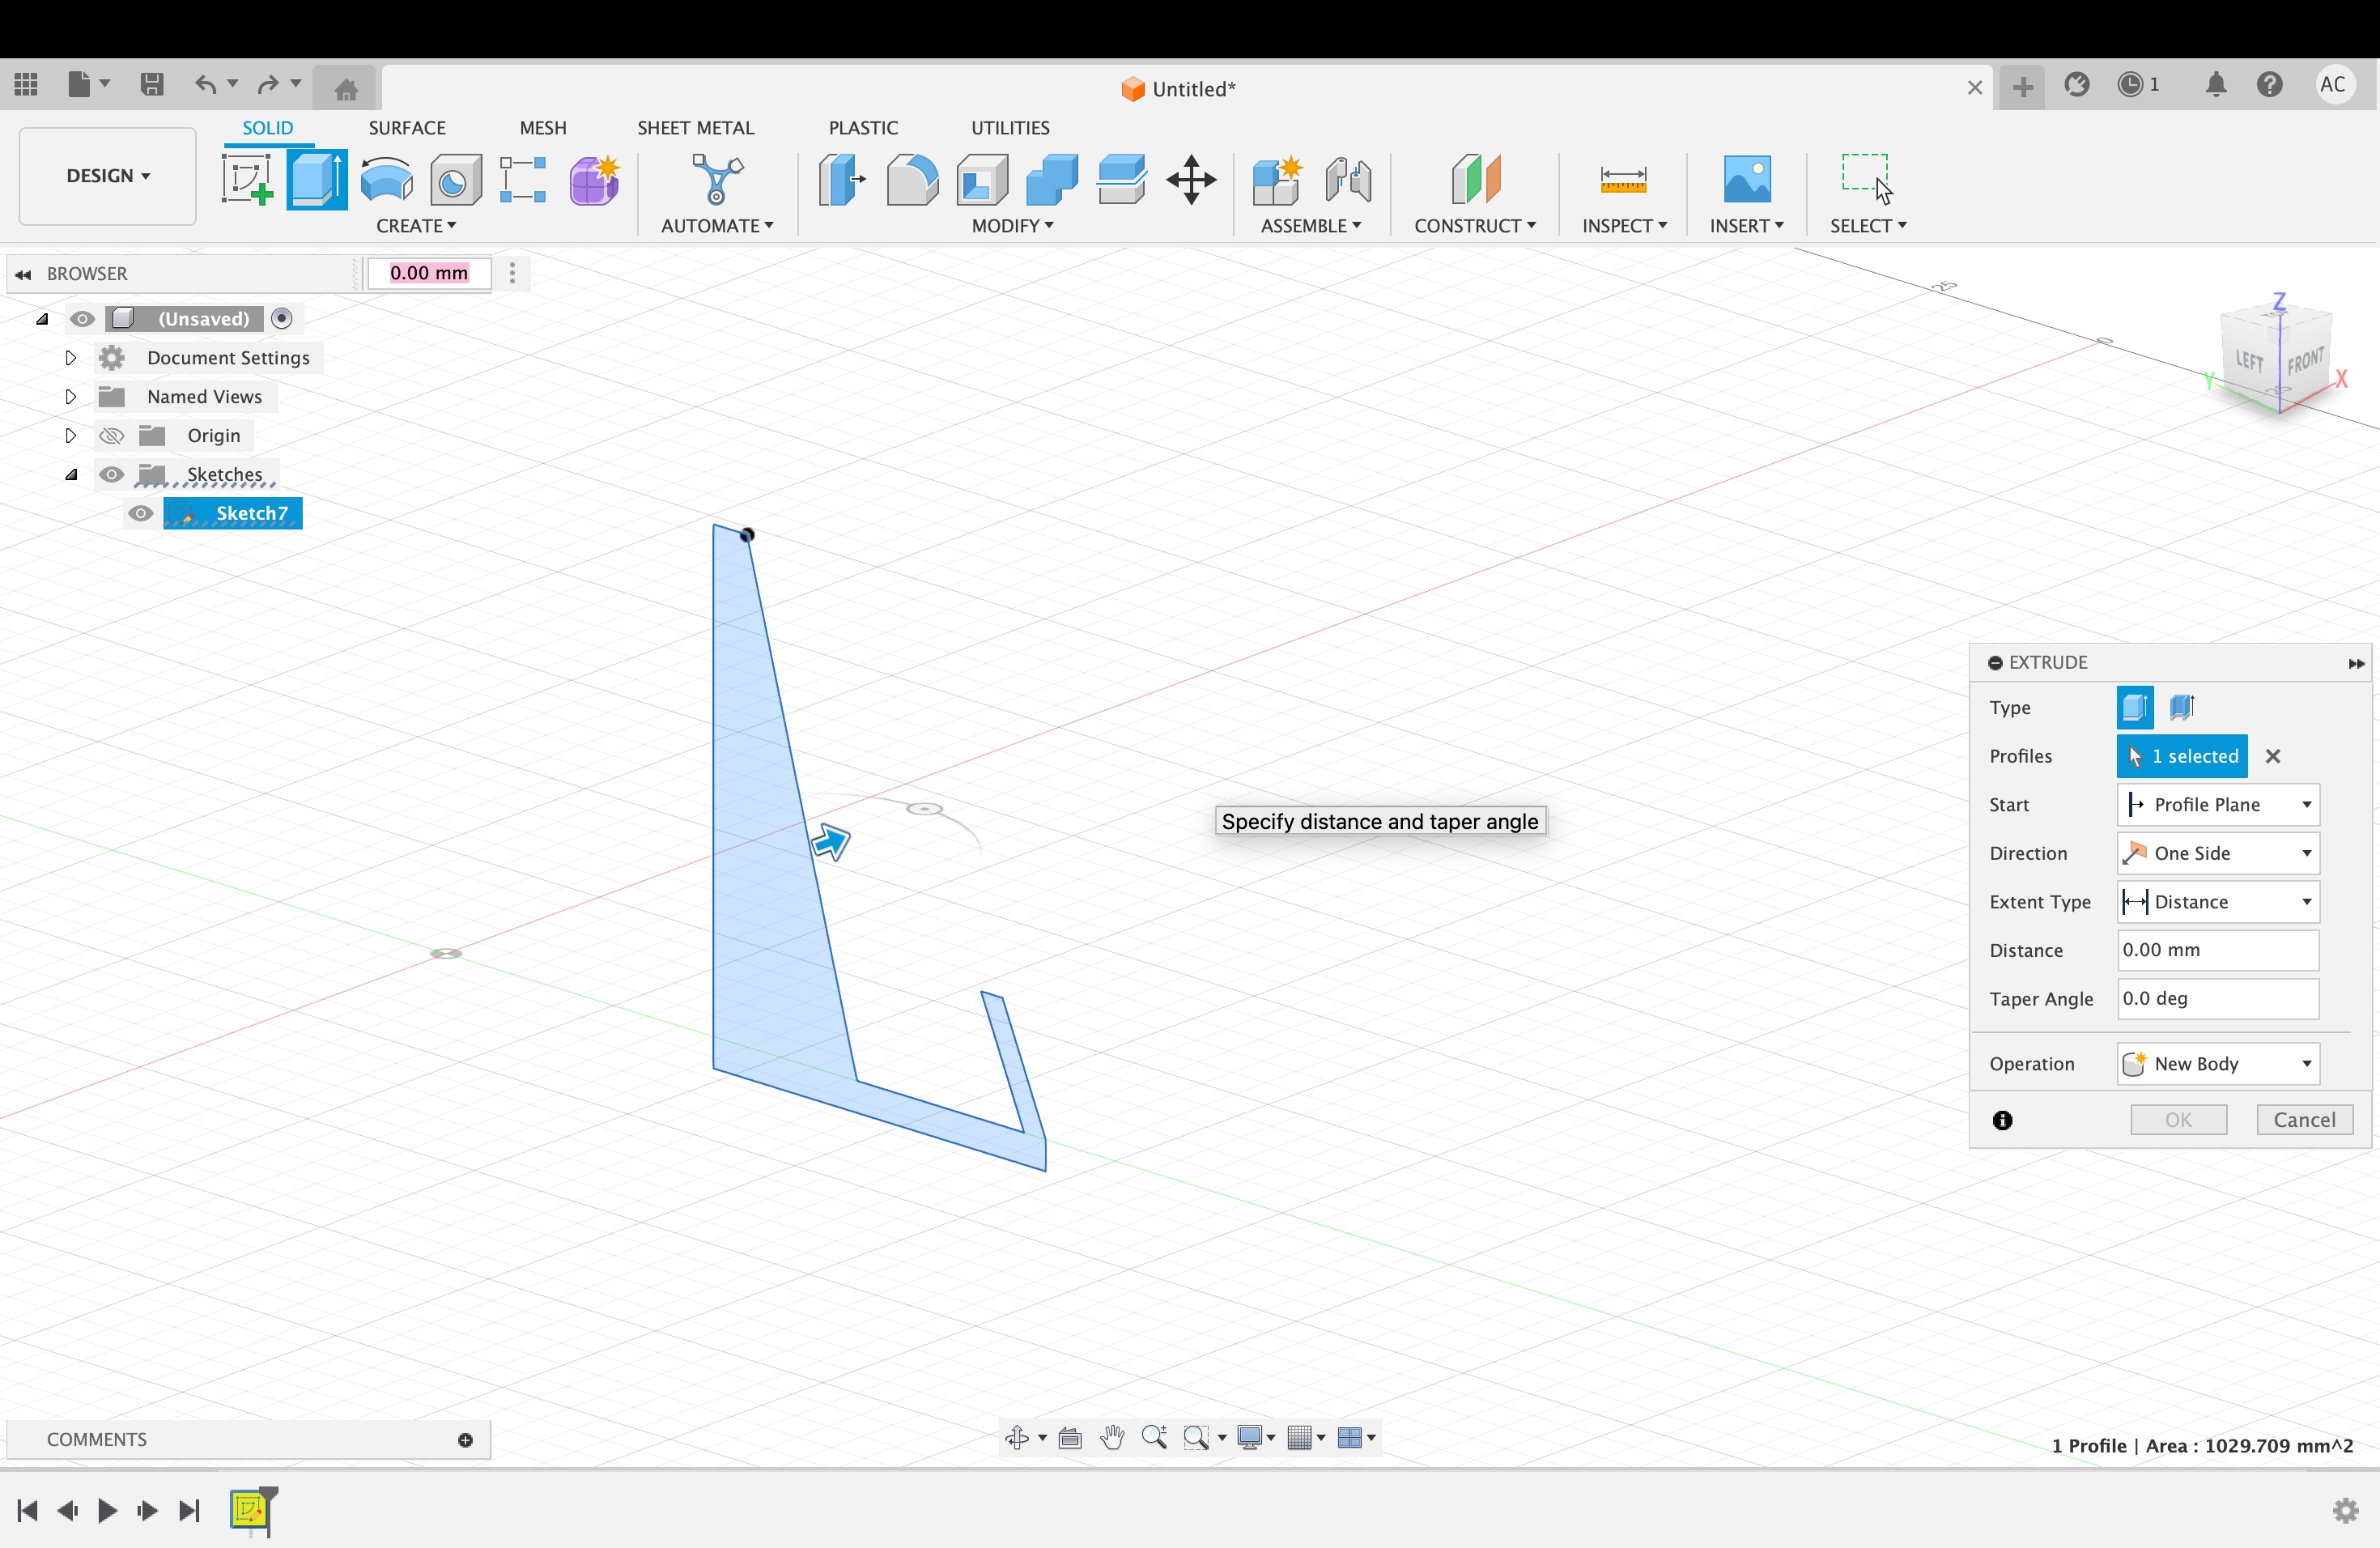 Untitled*
1
AC
DESIGN
SOLID
SURFACE
MESH
SHEET METAL
PLASTIC
UTILITIES
CREATE
AUTOMATE
MODIFY
ASSEMBLE
CONSTRUCT
INSPECT
INSERT
SELECT
BROWSER
0.00 mm
(Unsaved)
Document Settings
Named Views
Origin
Sketches
Sketch7
25
0
Z
LEFT
FRONT
Y
X
Specify distance and taper angle
EXTRUDE
Type
Profiles
1 selected
Start
Profile Plane
Direction
One Side
Extent Type
Distance
Distance
0.00 mm
Taper Angle
0.0 deg
Operation
New Body
OK
Cancel
COMMENTS
1 Profile | Area : 1029.709 mm^2